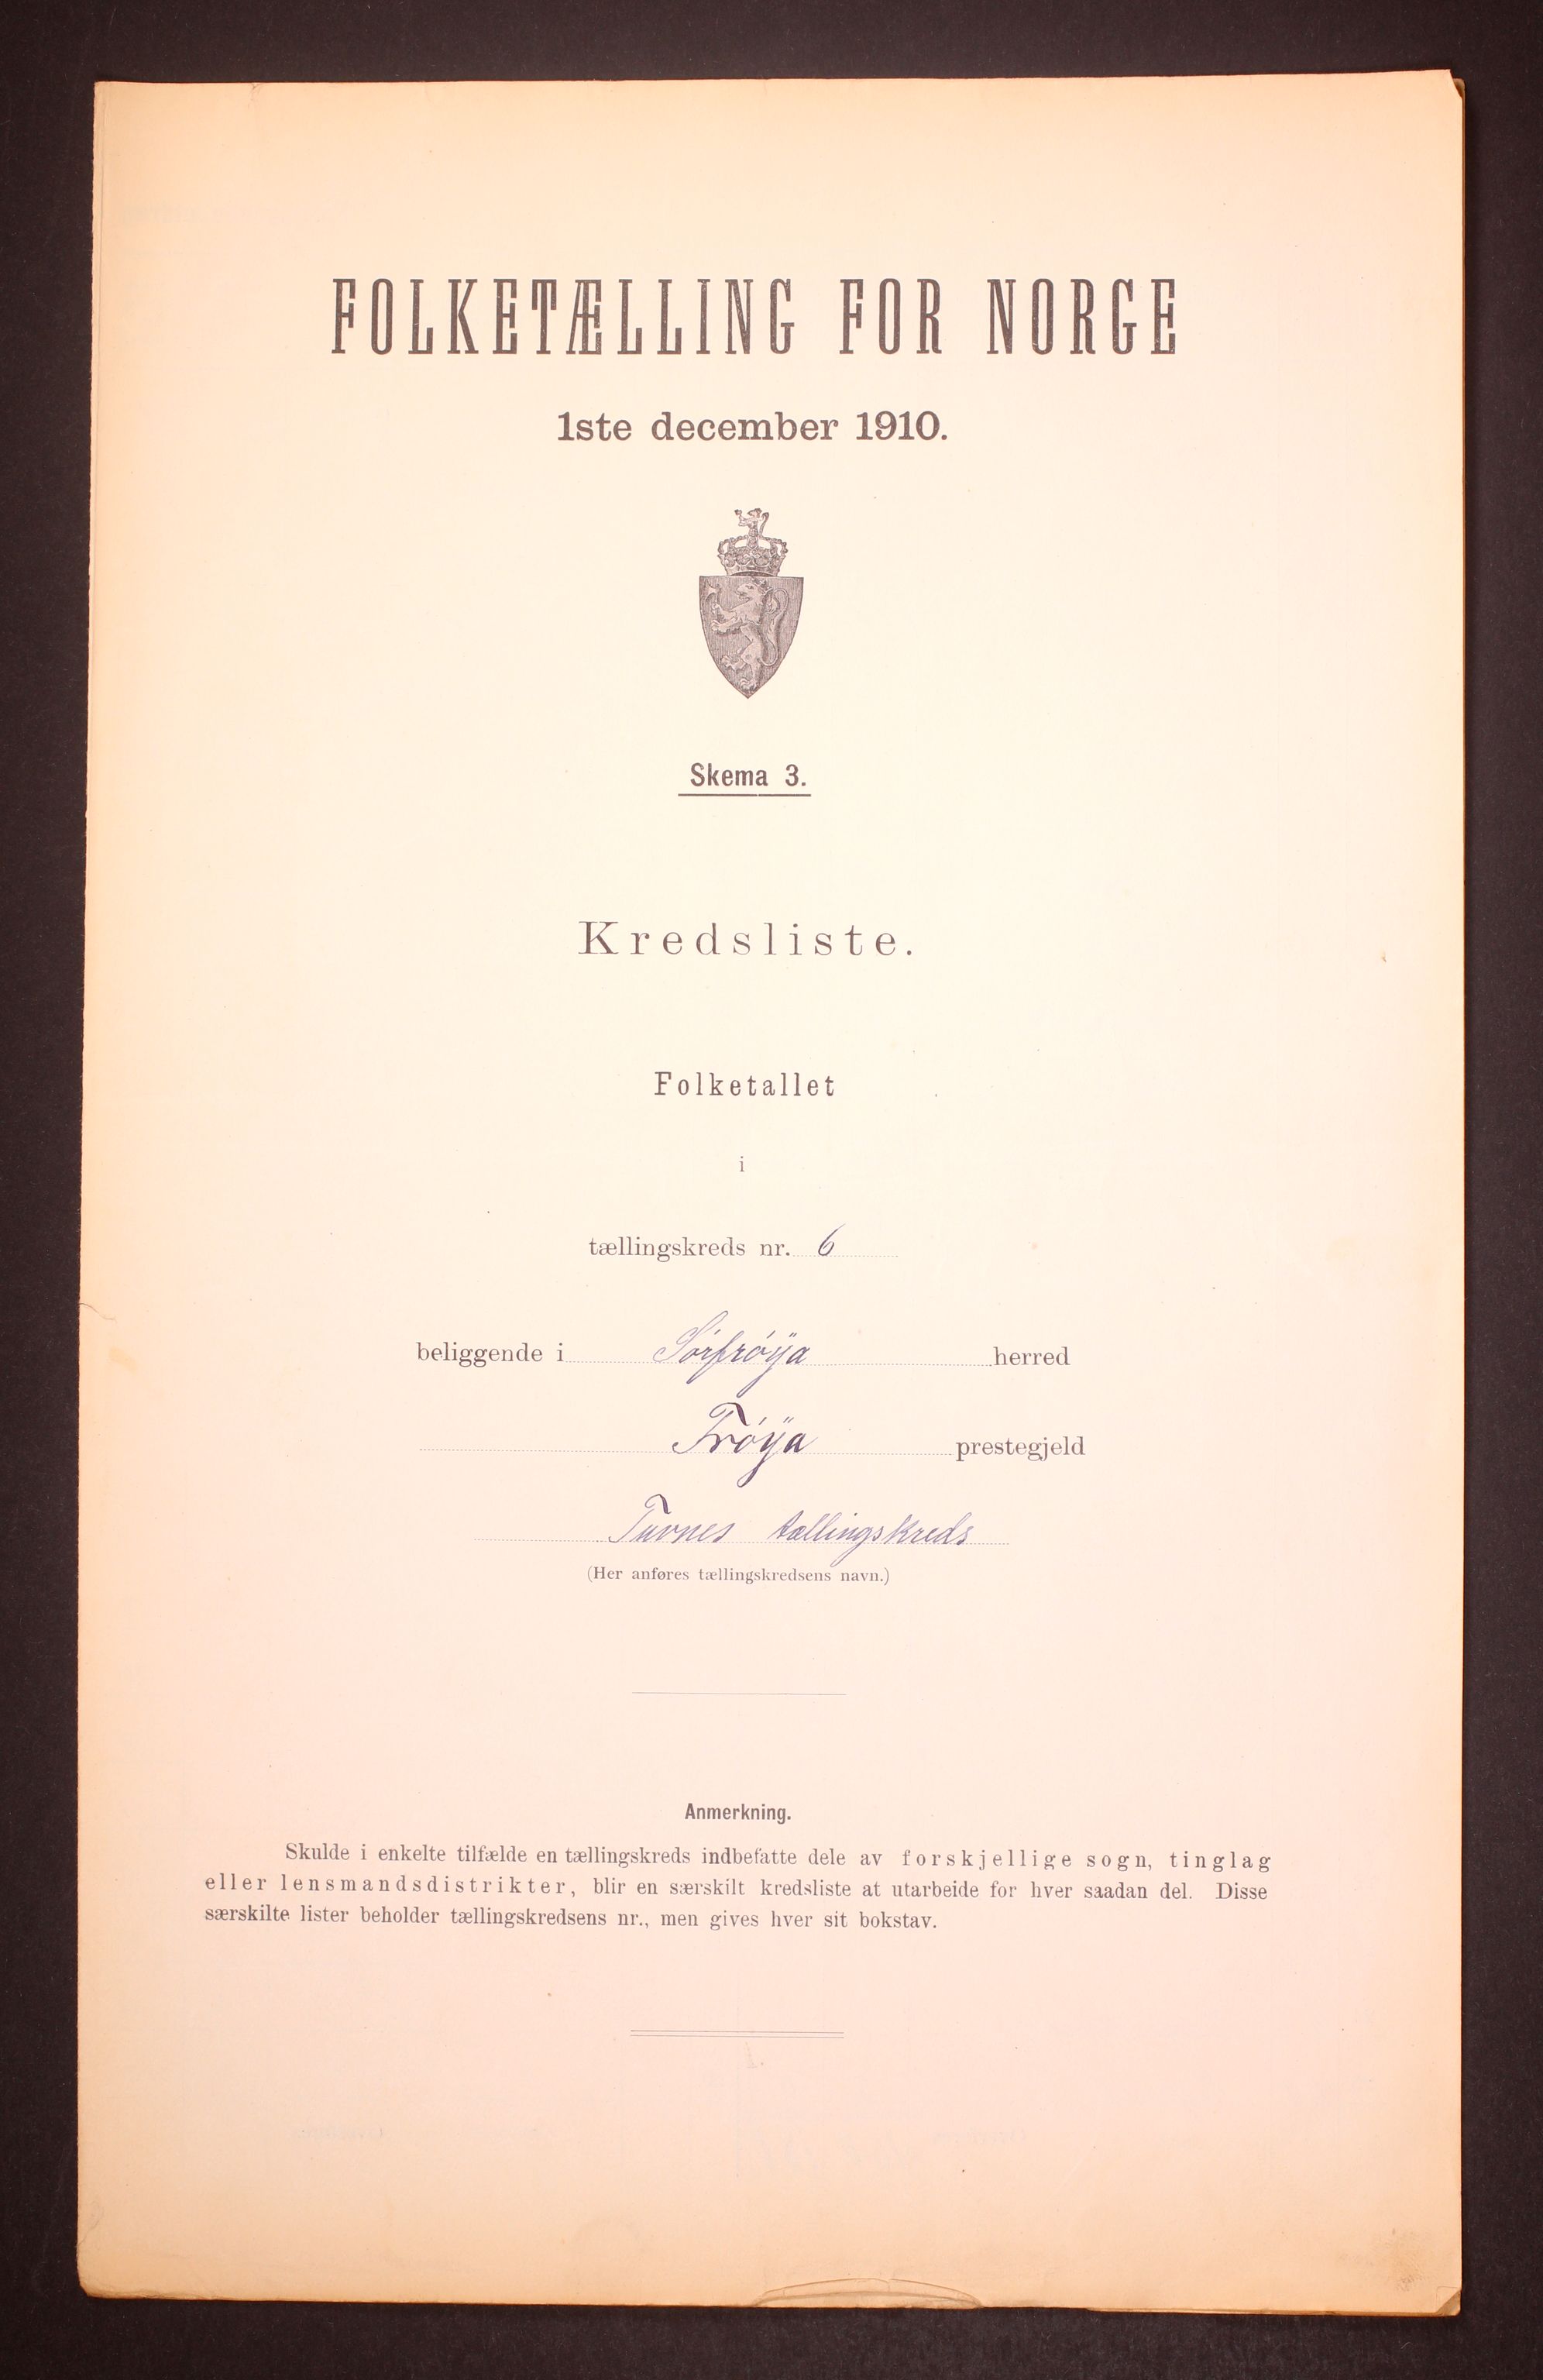 FOLKETÆLLING FOR NORGE
1ste december 1910.
Skema 3.
Kredsliste.
Folketallet
i
tællingskreds nr. 6
beliggende i Sórfróÿa herred
Fróÿa prestegjeld
Tuvnes tællingskreds
(Her anføres tællingskredsens navn.)
Anmerkning.
Skulde i enkelte tilfælde en tællingskreds indbefatte dele av forskjellige sogn, tinglag
eller lensmandsdistrikter, blir en særskilt kredsliste at utarbeide for hver saadan del. Disse
særskilte lister beholder tællingskredsens nr., men gives hver sit bokstav.